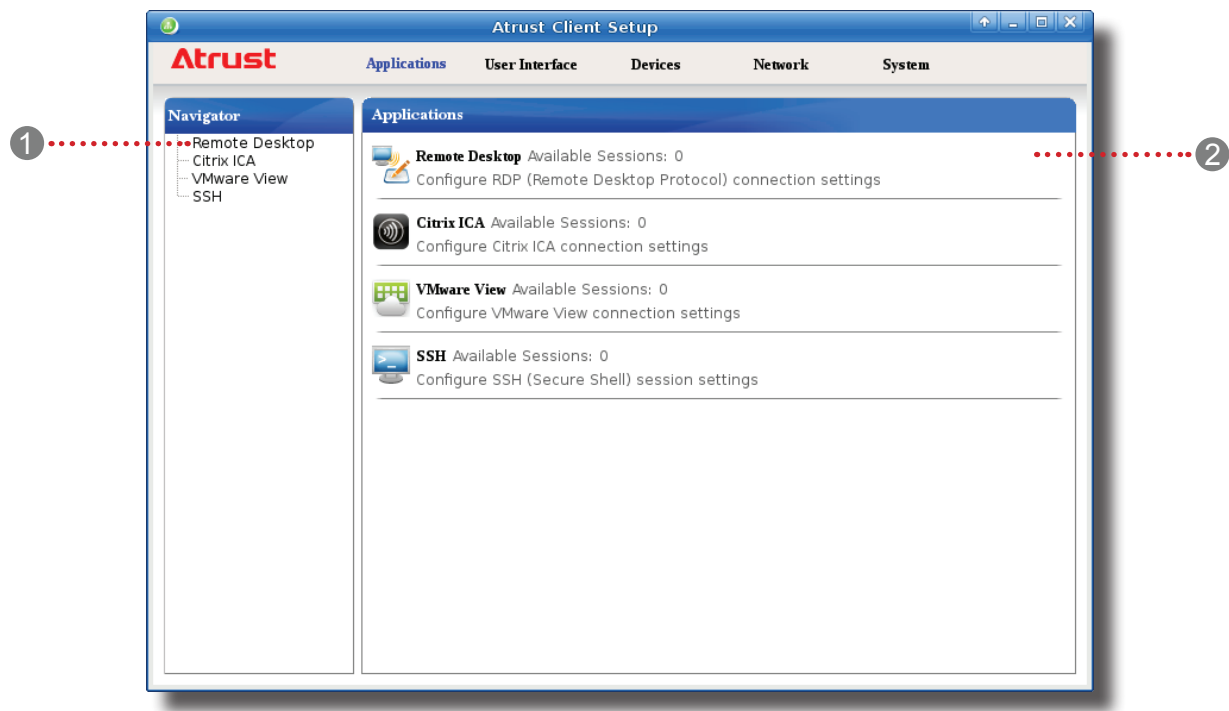 Atrust Client Setup
Atrust
Applications User Interface Devices Network System
Navigator
Remote Desktop
Citrix ICA
VMware View
SSH
Applications
Remote Desktop Available Sessions: 0
Configure RDP (Remote Desktop Protocol) connection settings
Citrix ICA Available Sessions: 0
Configure Citrix ICA connection settings
VMware View Available Sessions: 0
Configure VMware View connection settings
SSH Available Sessions: 0
Configure SSH (Secure Shell) session settings
1
2